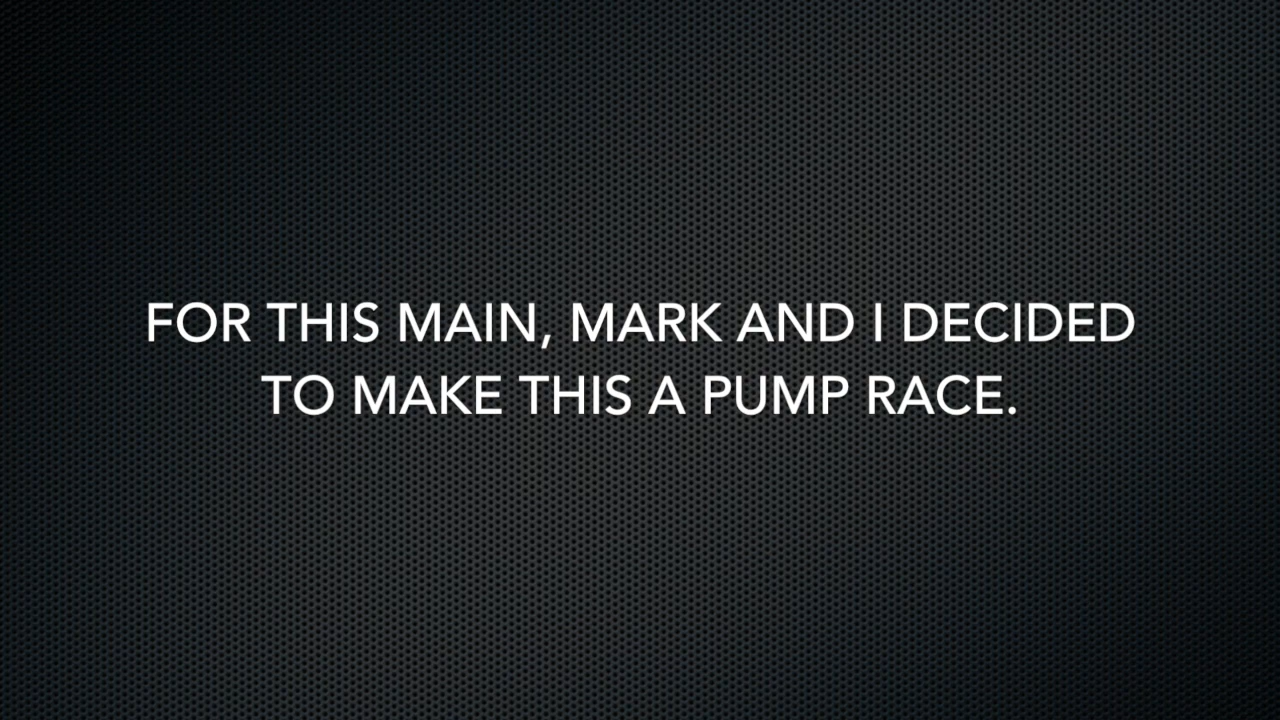 FOR THIS MAIN, MARK AND I DECIDED
TO MAKE THIS A PUMP RACE.